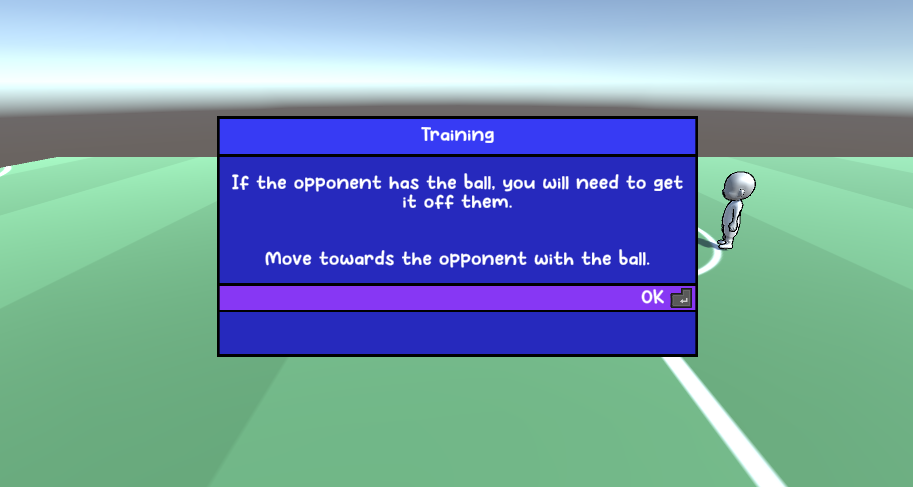 Training
If the opponent has the ball, you will need to get
it off them.
Move towards the opponent with the ball.
OK